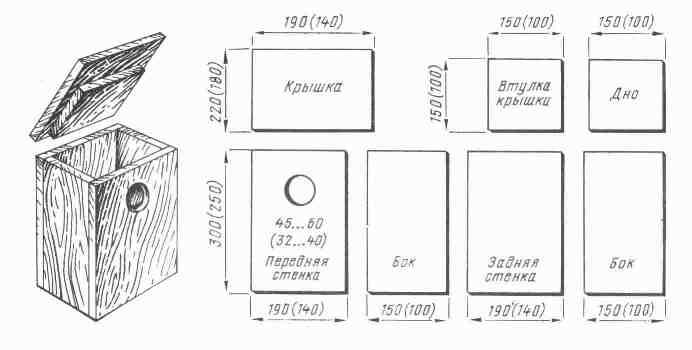 190(140)
150(100)
150(100)
220(180)
Крышка
150(100)
Втулка
крышки
Дно
300(250)
45...60
(32...40)
Передняя
стенка
Бок
Задняя
стенка
Бок
190(140)
150(100)
190(140)
150(100)